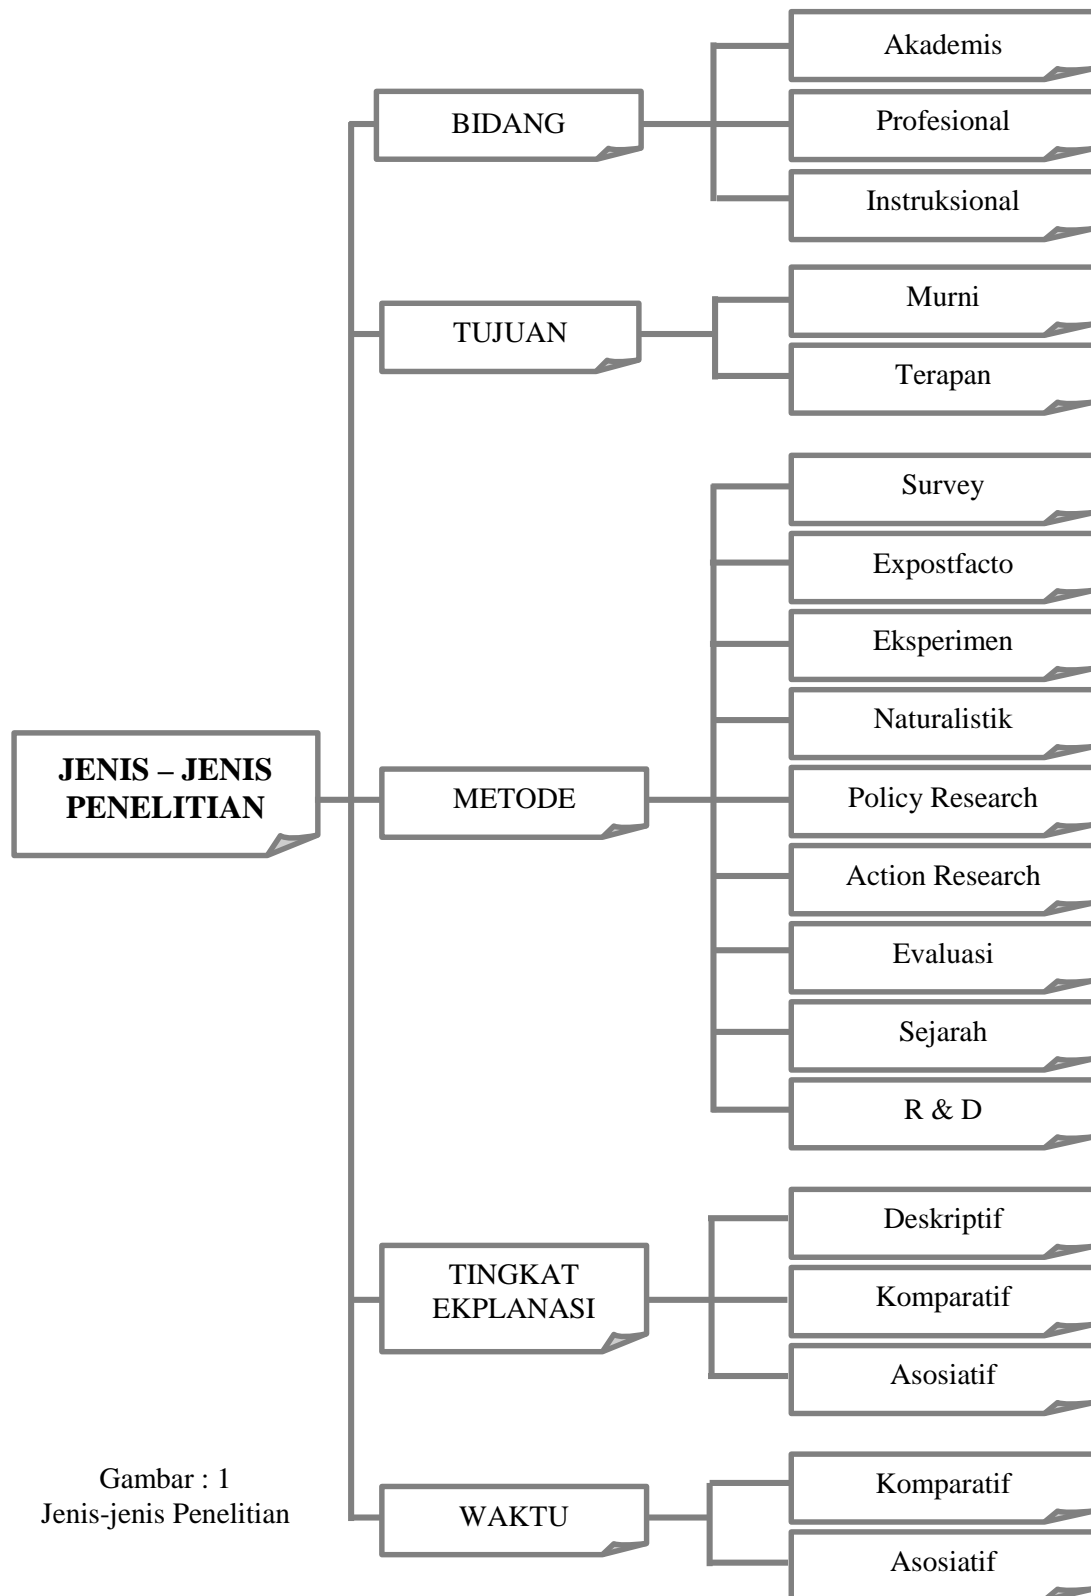 Akademis
BIDANG
Profesional
Instruksional
Murni
TUJUAN
Terapan
Survey
Expostfacto
Eksperimen
Naturalistik
JENIS – JENIS
PENELITIAN
METODE
Policy Research
Action Research
Evaluasi
Sejarah
R & D
Deskriptif
TINGKAT
EKPLANASI
Komparatif
Asosiatif
Gambar : 1
Jenis-jenis Penelitian
WAKTU
Komparatif
Asosiatif